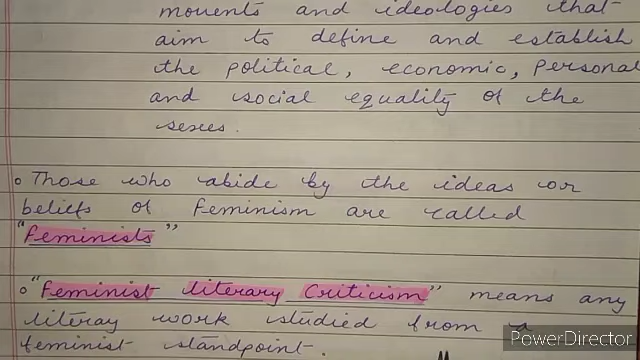 movents and ideologies that
aim to define and establish
the political, economic, personal
and social equality of the
sexes.
o Those who abide by the ideas or
beliefs of feminism are called
"feminists"
o "Feminist literary Criticism" means any
literay work studied from a
feminist standpoint.
PowerDirector